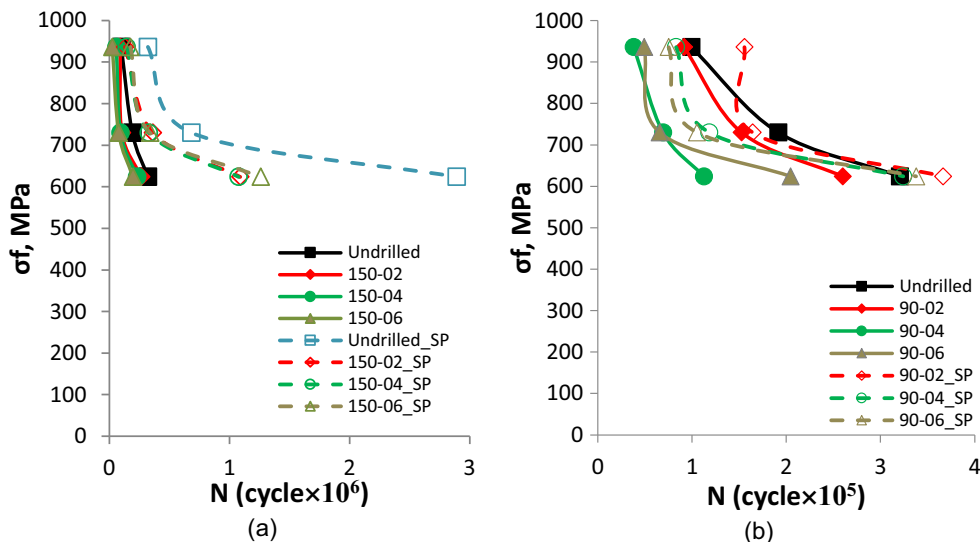 1000
900
800
700
600
500
400
300
200
100
0
σf, MPa
Undrilled
150-02
150-04
150-06
Undrilled_SP
150-02_SP
150-04_SP
150-06_SP
0 1 2 3
N (cycle×10⁶)
(a)
1000
900
800
700
600
500
400
300
200
100
0
σf, MPa
Undrilled
90-02
90-04
90-06
90-02_SP
90-04_SP
90-06_SP
0 1 2 3 4
N (cycle×10⁵)
(b)